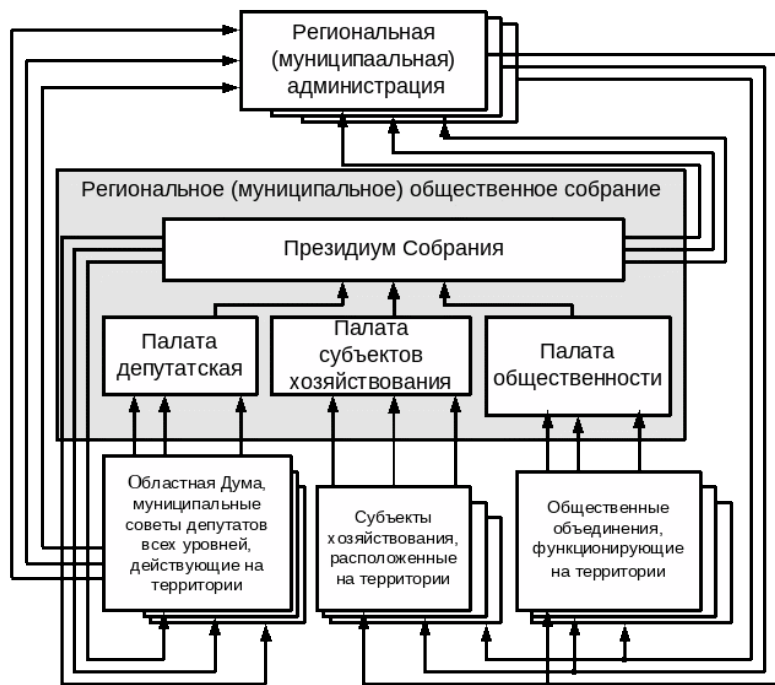 Региональная
(муниципаальная)
администрация
Региональное (муниципальное) общественное собрание
Президиум Собрания
Палата
депутатская
Палата
субъектов
хозяйствования
Палата
общественности
Областная Дума,
муниципальные
советы депутатов
всех уровней,
действующие на
территории
Субъекты
хозяйствования,
расположенные
на территории
Общественные
объединения,
функционирующие
на территории